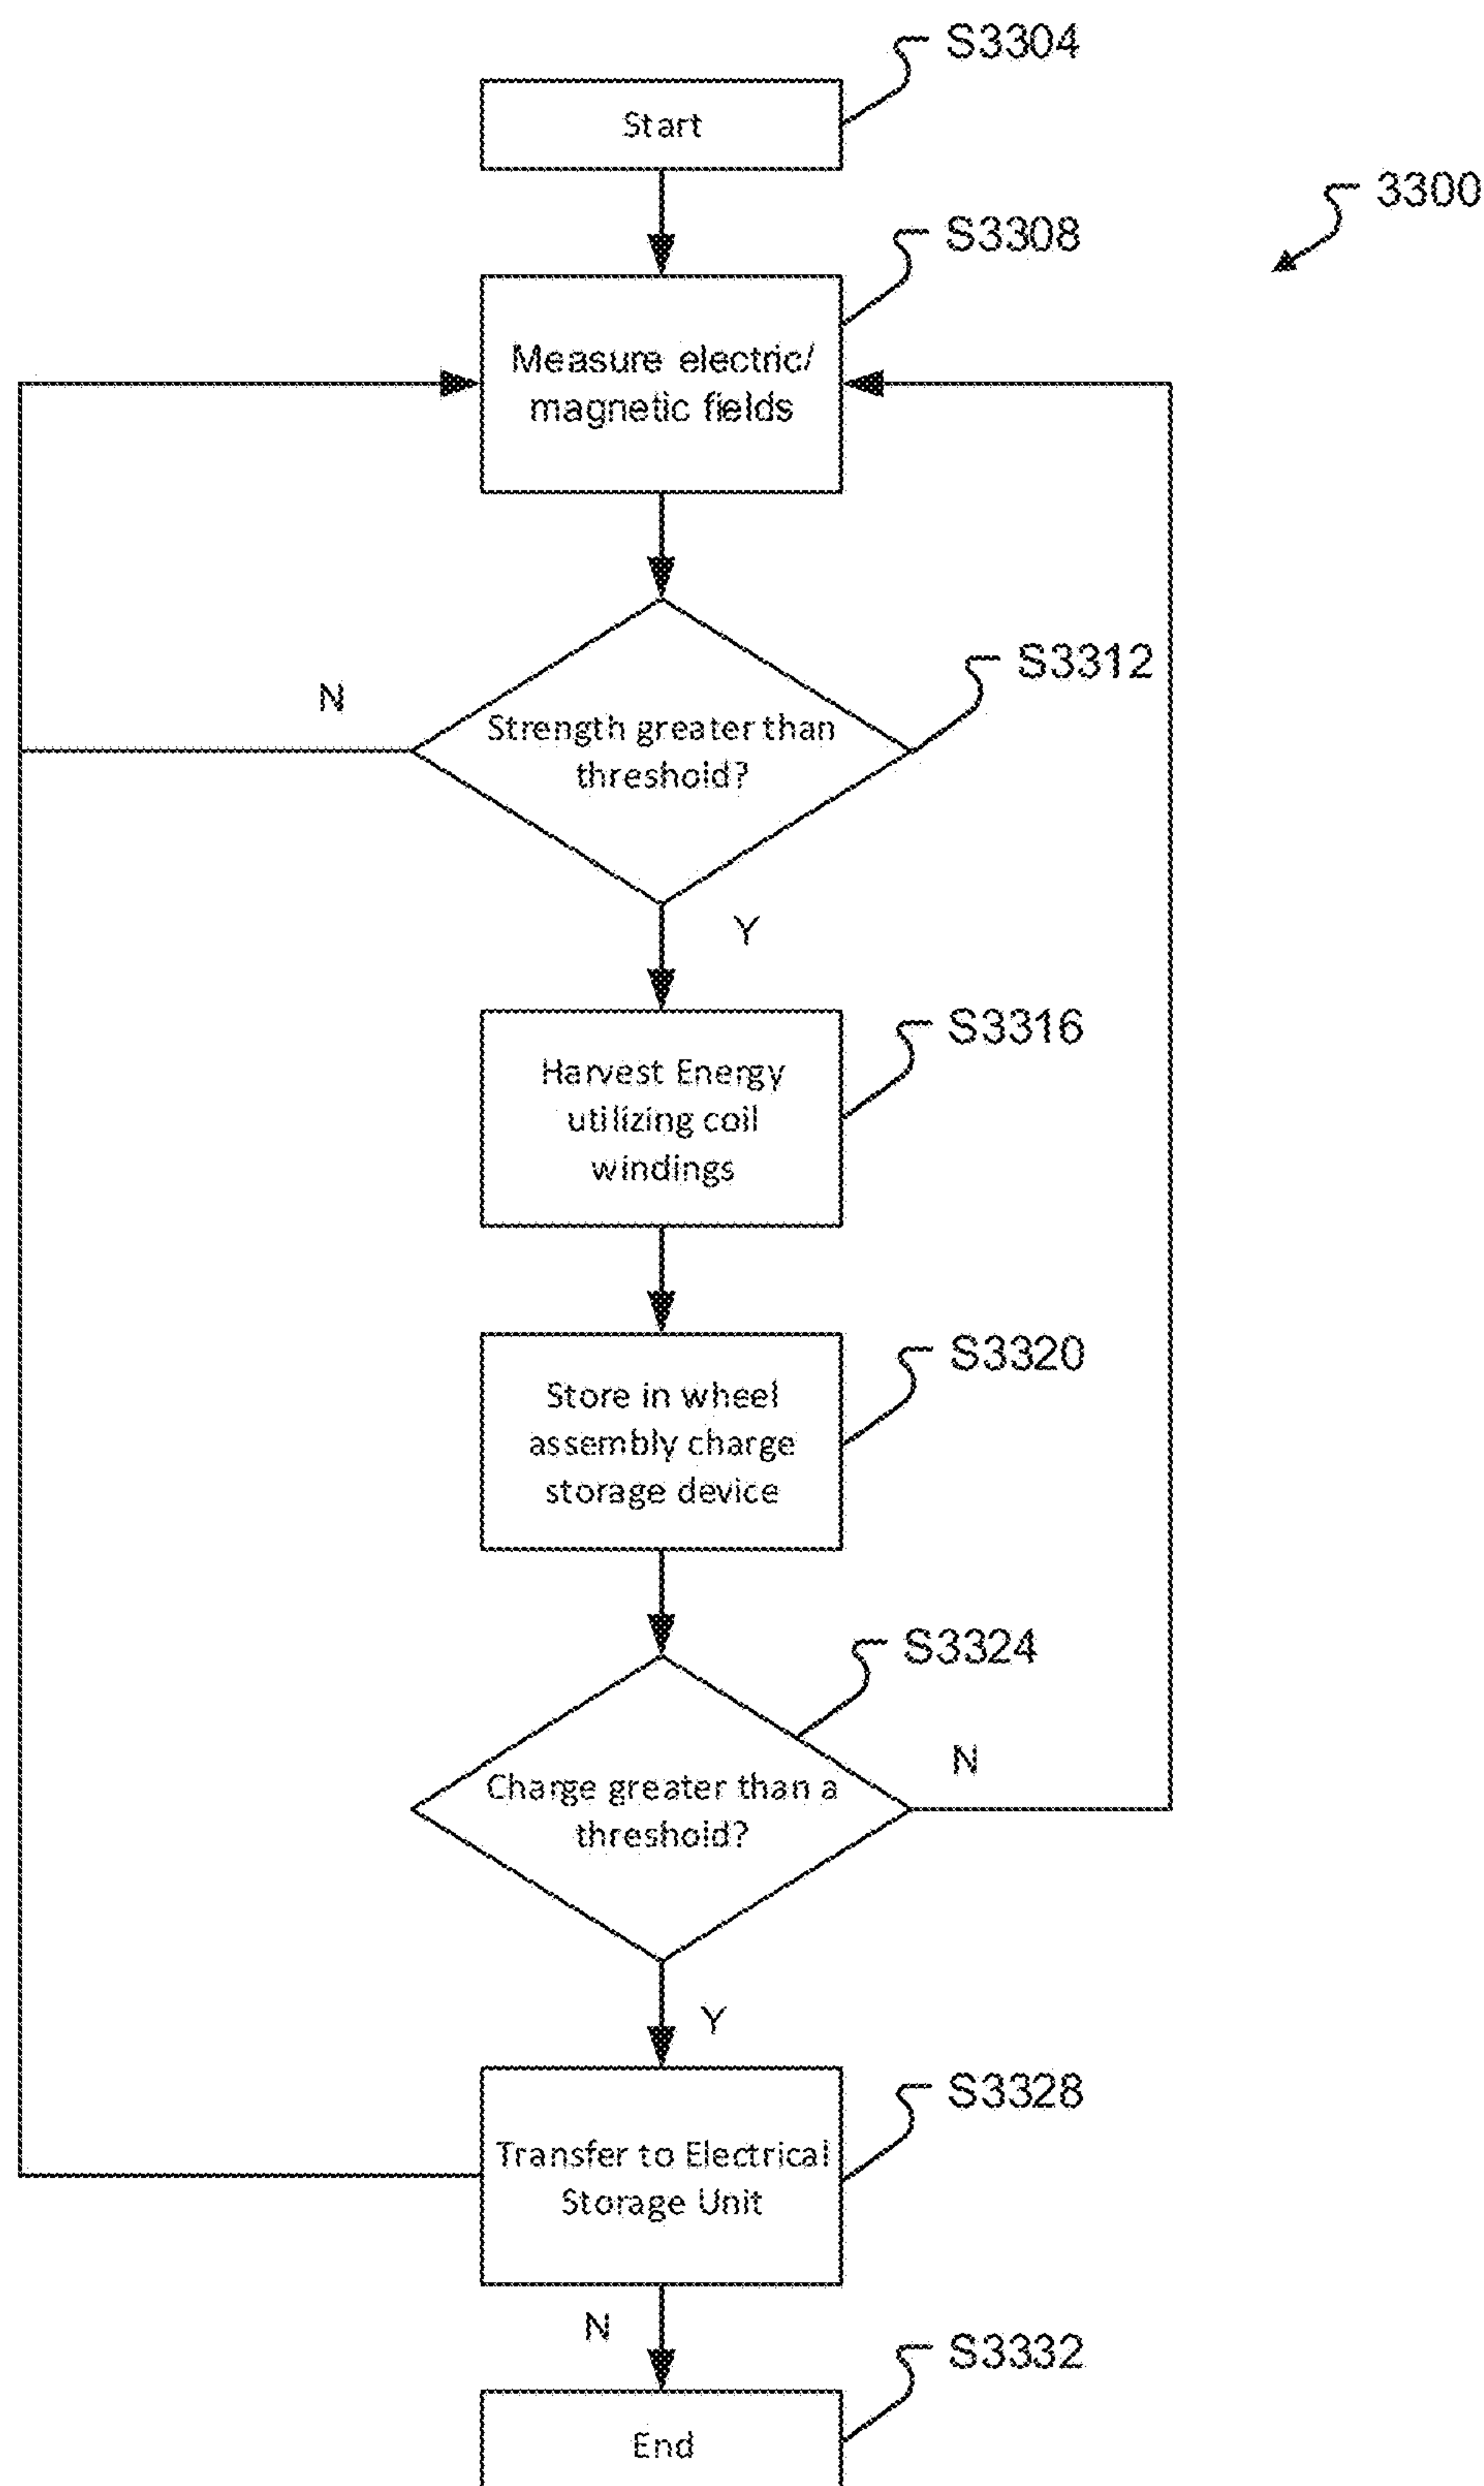 S3304
Start
3300
S3308
Measure electric/
magnetic fields
S3312
N
Strength greater than
threshold?
Y
S3316
Harvest Energy
utilizing coil
windings
S3320
Store in wheel
assembly charge
storage device
S3324
N
Charge greater than a
threshold?
Y
S3328
Transfer to Electrical
Storage Unit
N
S3332
End